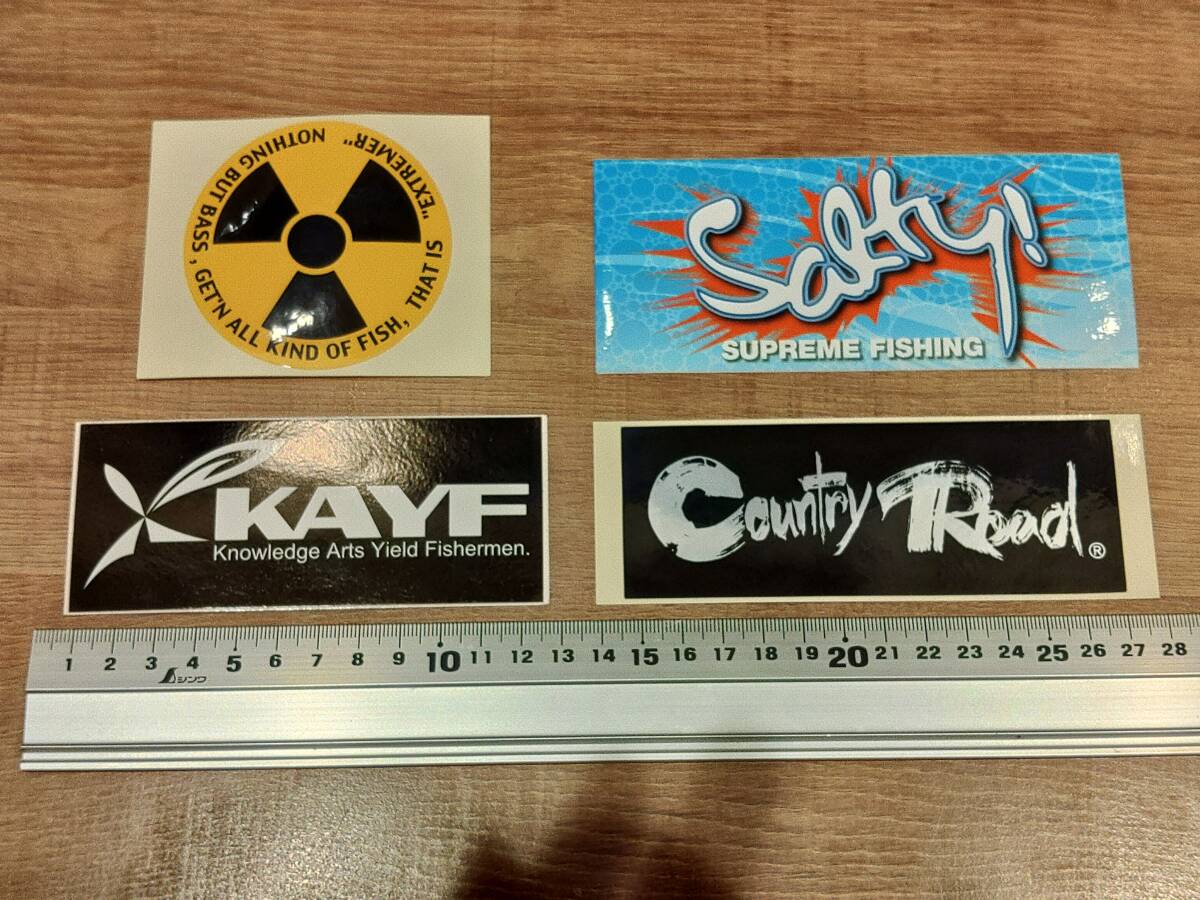 NOTHING BUT BASS, GET'N ALL KIND OF FISH, THAT IS "EXTREMER"
Salty!
SUPREME FISHING
KAYF
Knowledge Arts Yield Fishermen.
Country Road ®
1 2 3 4 5 6 7 8 9 10 11 12 13 14 15 16 17 18 19 20 21 22 23 24 25 26 27 28
シンワ